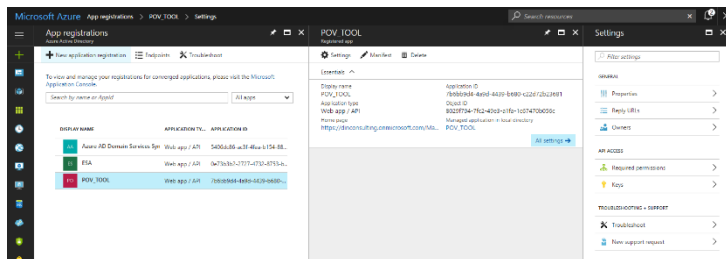 Microsoft Azure App registrations > POV_TOOL > Settings
Search resources
App registrations
Azure Active Directory
New application registration
Endpoints
Troubleshoot
To view and manage your registrations for converged applications, please visit the Microsoft
Application Console.
Search by name or AppId
All apps
DISPLAY NAME
APPLICATION TY...
APPLICATION ID
Azure AD Domain Services Syn
Web app / API
ESA
Web app / API
PO
POV_TOOL
Web app / API
POV_TOOL
Registered app
Settings
Manifest
Delete
Essentials
Display name
POV_TOOL
Application type
Web app / API
Home page
Application ID
Object ID
Managed application in local directory
POV_TOOL
All settings
Settings
Filter settings
GENERAL
Properties
Reply URLs
Owners
API ACCESS
Required permissions
Keys
TROUBLESHOOTING + SUPPORT
Troubleshoot
New support request